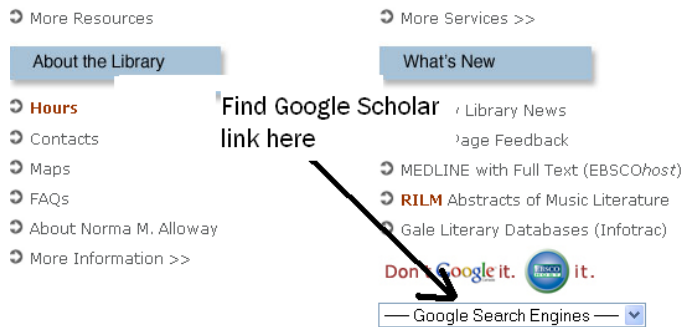 More Resources
About the Library
Hours
Contacts
Maps
FAQs
About Norma M. Alloway
More Information >>
More Services >>
What's New
Library News
Page Feedback
MEDLINE with Full Text (EBSCOhost)
RILM Abstracts of Music Literature
Gale Literary Databases (Infotrac)
Don't Google it. EBSCO it.
Google Search Engines
Find Google Scholar
link here